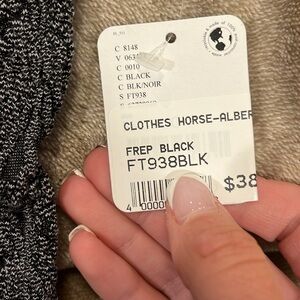 C 8148
C 0010
C BLACK
C BLK/NOIR
S FT938
CLOTHES HORSE-ALBER
FREP BLACK
FT938BLK
$38